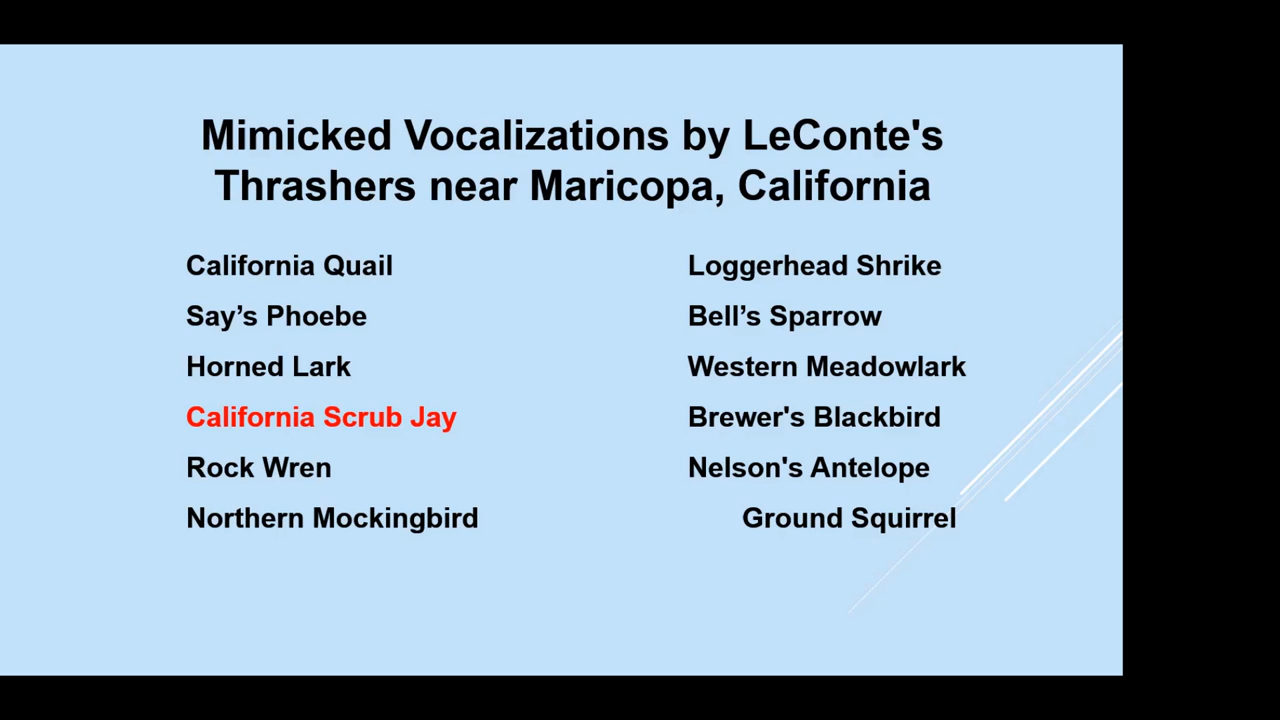 Mimicked Vocalizations by LeConte's
Thrashers near Maricopa, California
California Quail
Say’s Phoebe
Horned Lark
California Scrub Jay
Rock Wren
Northern Mockingbird
Loggerhead Shrike
Bell’s Sparrow
Western Meadowlark
Brewer's Blackbird
Nelson's Antelope
Ground Squirrel